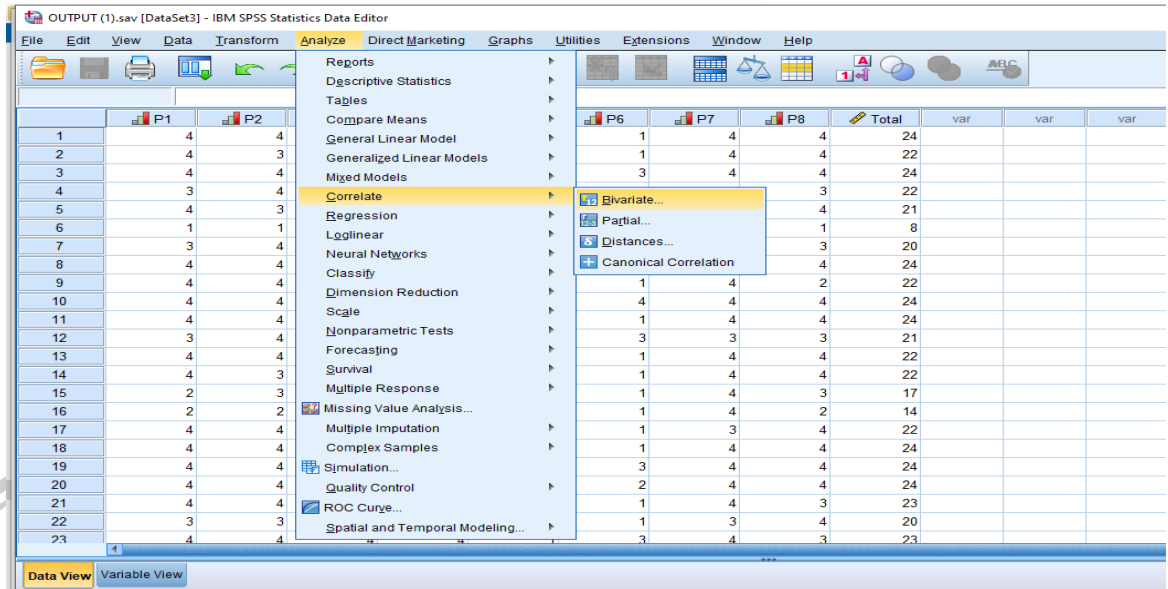 OUTPUT (1).sav [DataSet3] - IBM SPSS Statistics Data Editor
File Edit View Data Transform Analyze Direct Marketing Graphs Utilities Extensions Window Help
Reports
Descriptive Statistics
Tables
Compare Means
General Linear Model
Generalized Linear Models
Mixed Models
Correlate
Regression
Loglinear
Neural Networks
Classify
Dimension Reduction
Scale
Nonparametric Tests
Forecasting
Survival
Multiple Response
Missing Value Analysis...
Multiple Imputation
Complex Samples
Simulation...
Quality Control
ROC Curve...
Spatial and Temporal Modeling...
Bivariate...
Partial...
Distances...
Canonical Correlation
P1 P2 P6 P7 P8 Total var var var
1 4 4 1 4 4 24
2 4 3 1 4 4 22
3 4 4 3 4 4 24
4 3 4 3 22
5 4 3 4 21
6 1 1 1 8
7 3 4 3 20
8 4 4 4 24
9 4 4 1 4 2 22
10 4 4 4 4 4 24
11 4 4 1 4 4 24
12 3 4 3 3 3 21
13 4 4 1 4 4 22
14 4 3 1 4 4 22
15 2 3 1 4 3 17
16 2 2 1 4 2 14
17 4 4 1 3 4 22
18 4 4 1 4 4 24
19 4 4 3 4 4 24
20 4 4 2 4 4 24
21 4 4 1 4 3 23
22 3 3 1 3 4 20
23 4 4 4 4 3 4 3 23
Data View Variable View